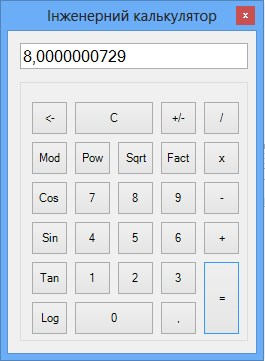 Інженерний калькулятор x
8,0000000729
<- C +/- /
Mod Pow Sqrt Fact x
Cos 7 8 9 -
Sin 4 5 6 +
Tan 1 2 3 =
Log 0 ,